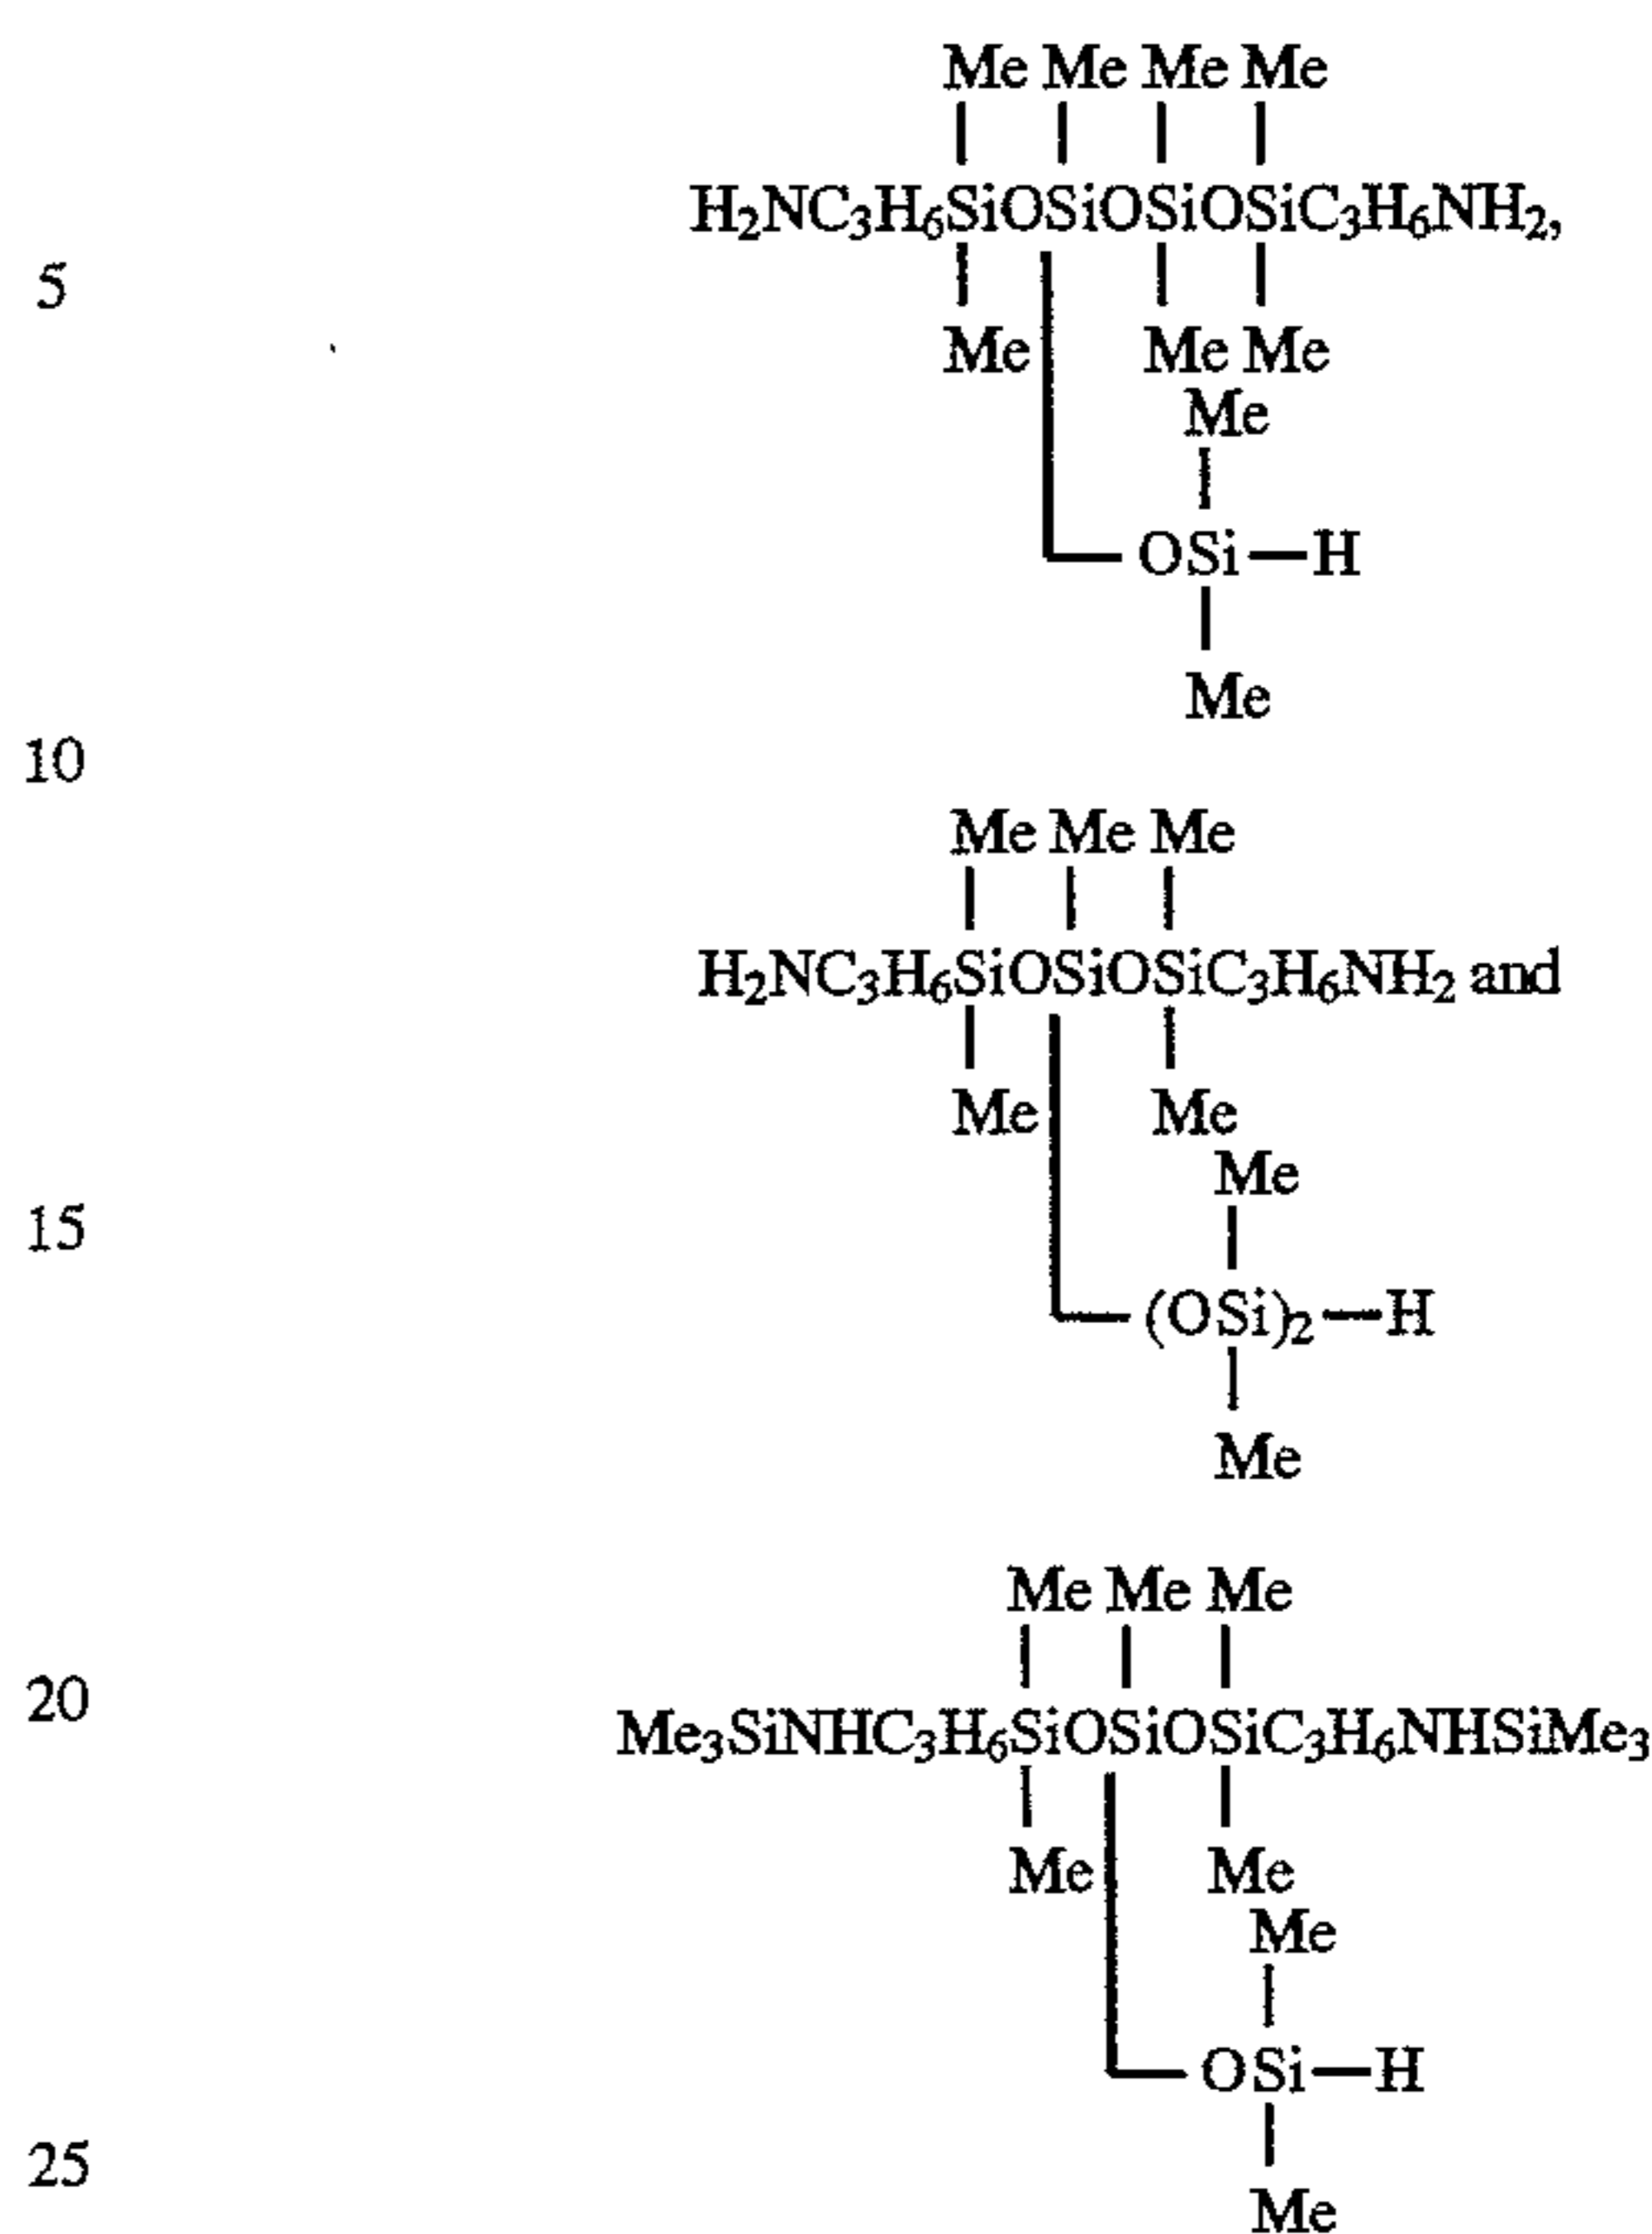 Me Me Me Me
H₂NC₃H₆SiOSiOSiOSiC₃H₆NH₂,
5
Me Me Me
Me
OSi—H
Me
10
Me Me Me
H₂NC₃H₆SiOSiOSiC₃H₆NH₂ and
Me Me
Me
15
(OSi)₂—H
Me
Me Me Me
20
Me₃SiNHC₃H₆SiOSiOSiC₃H₆NHSiMe₃
Me Me
Me
OSi—H
25
Me